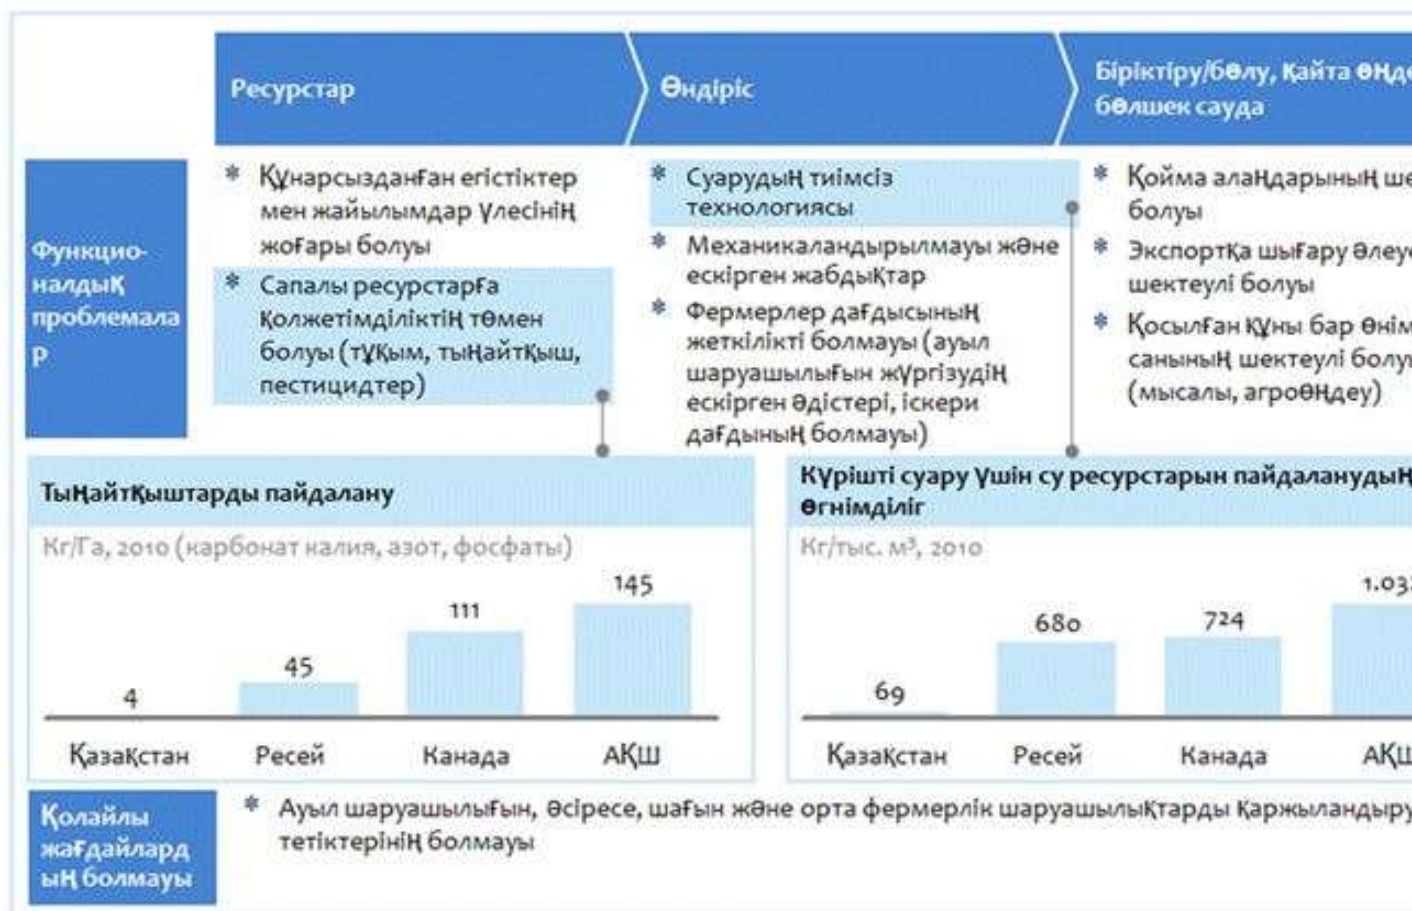 Ресурстар
Өндіріс
Біріктіру/бөлу, қайта өңде
бөлшек сауда
Функцио-
налдық
проблемала
р
* Құнарсызданған егістіктер
мен жайылымдар үлесінің
жоғары болуы
* Сапалы ресурстарға
қолжетімділіктің төмен
болуы (тұқым, тыңайтқыш,
пестицидтер)
* Суарудың тиімсіз
технологиясы
* Механикаландырылмауы және
ескірген жабдықтар
* Фермерлер дағдысының
жеткілікті болмауы (ауыл
шаруашылығын жүргізудің
ескірген әдістері, іскери
дағдының болмауы)
* Қойма алаңдарының ше
болуы
* Экспортқа шығару әлеуе
шектеулі болуы
* Қосылған құны бар өнім
санының шектеулі болу
(мысалы, агроөңдеу)
Тыңайтқыштарды пайдалану
Кг/Га, 2010 (карбонат калия, азот, фосфаты)
4
45
111
145
Қазақстан
Ресей
Канада
АҚШ
Күрішті суару үшін су ресурстарын пайдаланудың
өгнімділіг
Кг/тыс. м³, 2010
69
680
724
1.03
Қазақстан
Ресей
Канада
АҚШ
Қолайлы
жағдайлард
ың болмауы
* Ауыл шаруашылығын, әсіресе, шағын және орта фермерлік шаруашылықтарды қаржыландыру
тетіктерінің болмауы